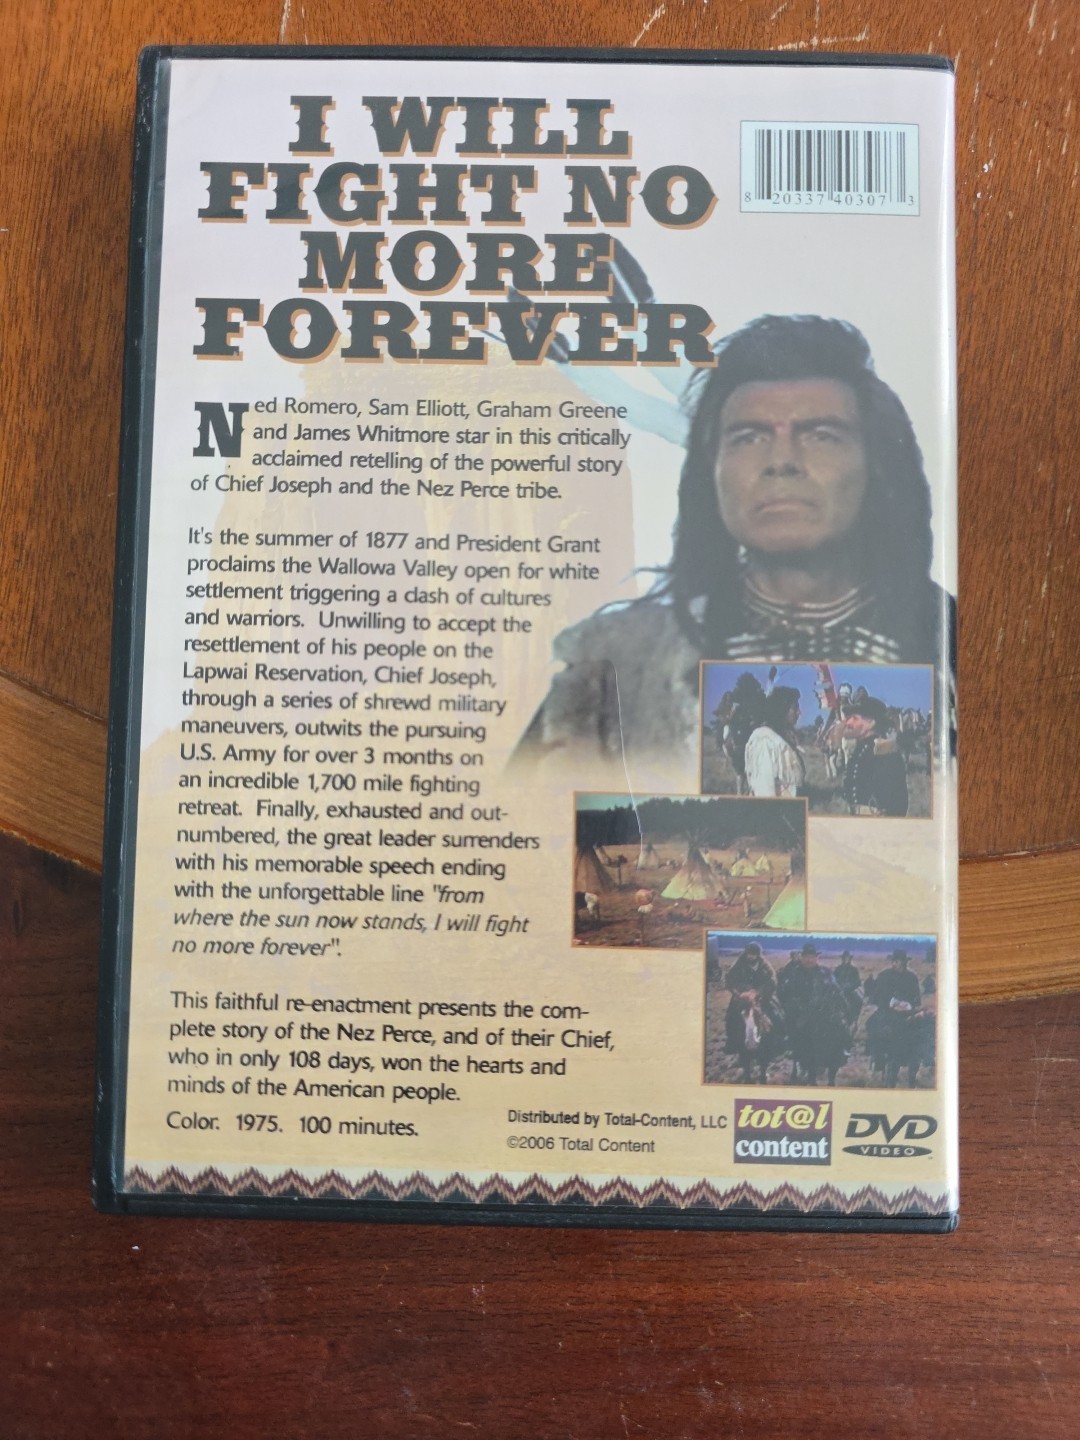 I WILL
FIGHT NO
MORE
FOREVER
8 20337 40307 3
Ned Romero, Sam Elliott, Graham Greene
and James Whitmore star in this critically
acclaimed retelling of the powerful story
of Chief Joseph and the Nez Perce tribe.
It's the summer of 1877 and President Grant
proclaims the Wallowa Valley open for white
settlement triggering a clash of cultures
and warriors. Unwilling to accept the
resettlement of his people on the
Lapwai Reservation, Chief Joseph,
through a series of shrewd military
maneuvers, outwits the pursuing
U.S. Army for over 3 months on
an incredible 1,700 mile fighting
retreat. Finally, exhausted and out-
numbered, the great leader surrenders
with his memorable speech ending
with the unforgettable line "from
where the sun now stands, I will fight
no more forever".
This faithful re-enactment presents the com-
plete story of the Nez Perce, and of their Chief,
who in only 108 days, won the hearts and
minds of the American people.
Color. 1975. 100 minutes.
Distributed by Total-Content, LLC
©2006 Total Content
tot@l
content
DVD
VIDEO